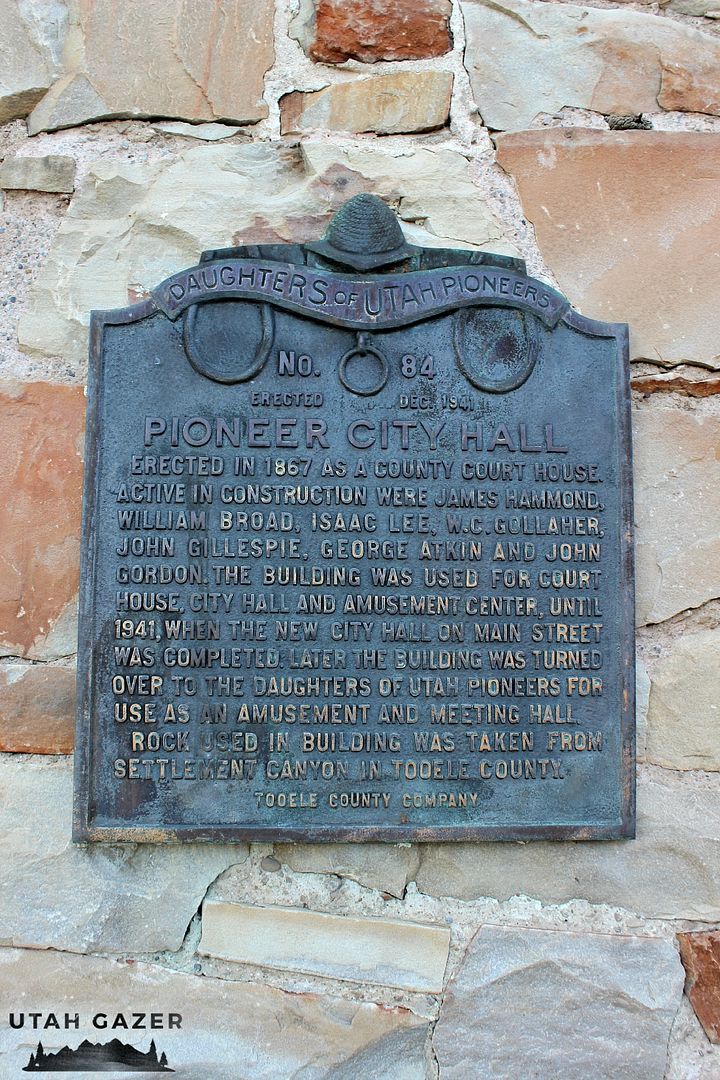 DAUGHTERS OF UTAH PIONEERS
No. 84
ERECTED DEC. 1941
PIONEER CITY HALL
ERECTED IN 1867 AS A COUNTY COURT HOUSE.
ACTIVE IN CONSTRUCTION WERE JAMES HAMMOND,
WILLIAM BROAD, ISAAC LEE, W.C. GOLLAHER,
JOHN GILLESPIE, GEORGE ATKIN AND JOHN
GORDON. THE BUILDING WAS USED FOR COURT
HOUSE, CITY HALL AND AMUSEMENT CENTER, UNTIL
1941, WHEN THE NEW CITY HALL ON MAIN STREET
WAS COMPLETED. LATER THE BUILDING WAS TURNED
OVER TO THE DAUGHTERS OF UTAH PIONEERS FOR
USE AS AN AMUSEMENT AND MEETING HALL.
ROCK USED IN BUILDING WAS TAKEN FROM
SETTLEMENT CANYON IN TOOELE COUNTY.
TOOELE COUNTY COMPANY
UTAH GAZER